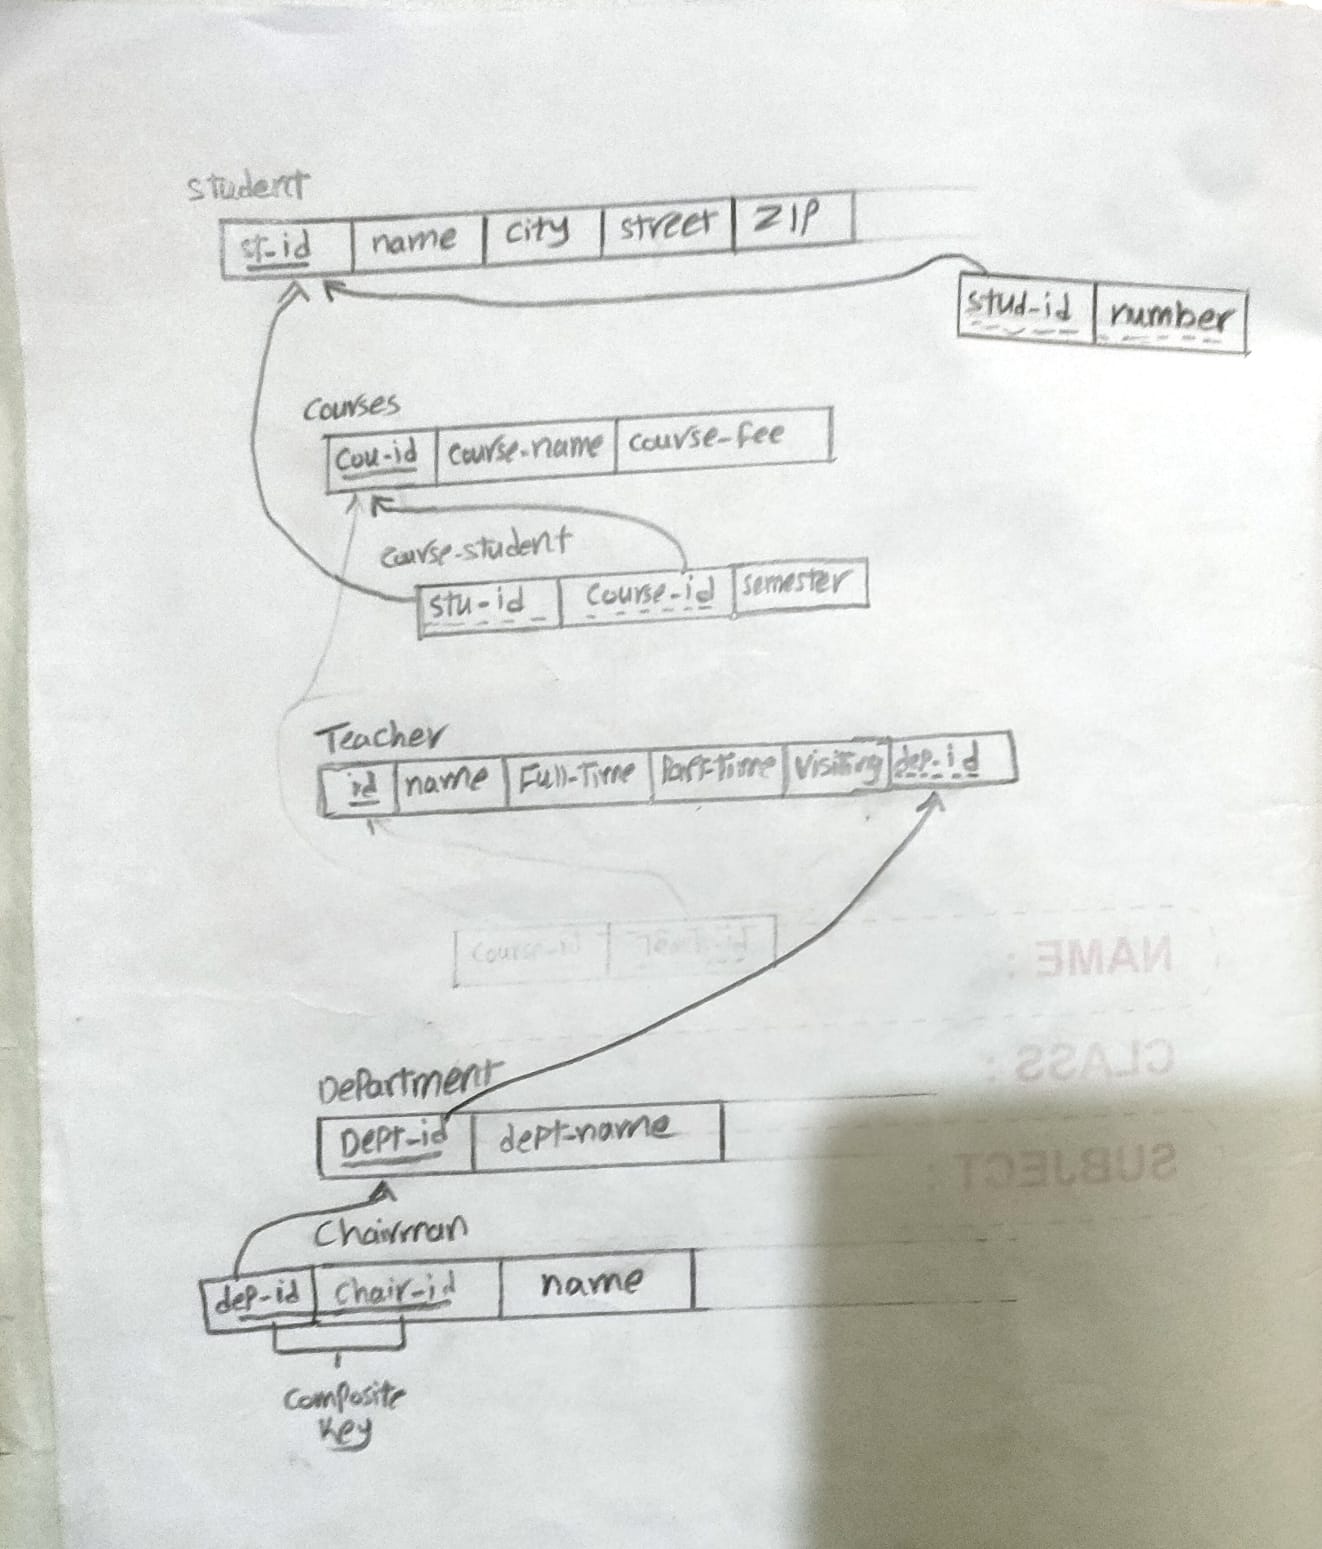 Student
st-id name city street ZIP
stud-id number
Courses
cou-id course-name course-fee
course-student
stu-id course-id semester
Teacher
id name Full-Time Part-Time Visiting dep-id
course-id
NAME :
CLASS :
Department
Dept-id dept-name
SUBJECT :
Chairman
dep-id chair-id name
composite
key